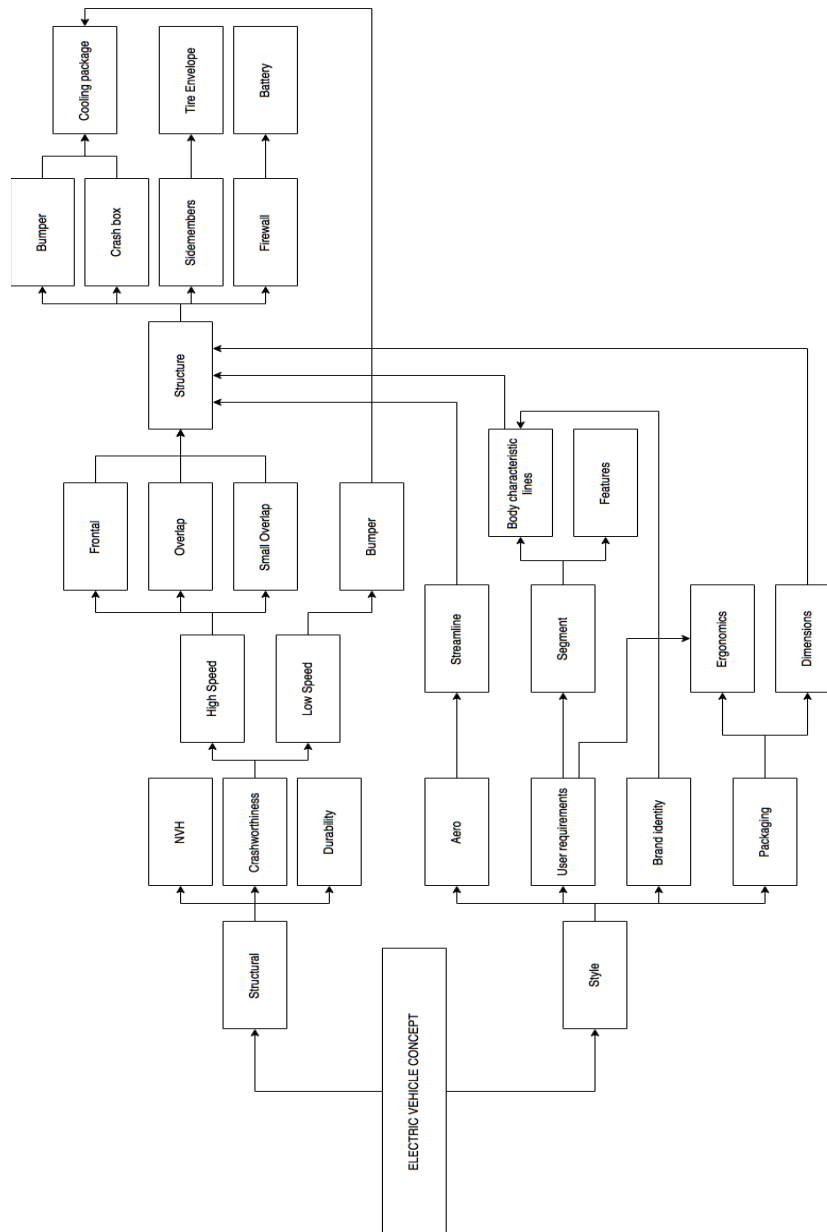 ELECTRIC VEHICLE CONCEPT
Structural
Style
NVH
Crashworthiness
Durability
Aero
User requirements
Brand identity
Packaging
High Speed
Low Speed
Streamline
Segment
Ergonomics
Dimensions
Frontal
Overlap
Small Overlap
Bumper
Body characteristic
lines
Features
Structure
Bumper
Crash box
Sidemembers
Firewall
Cooling package
Tire Envelope
Battery